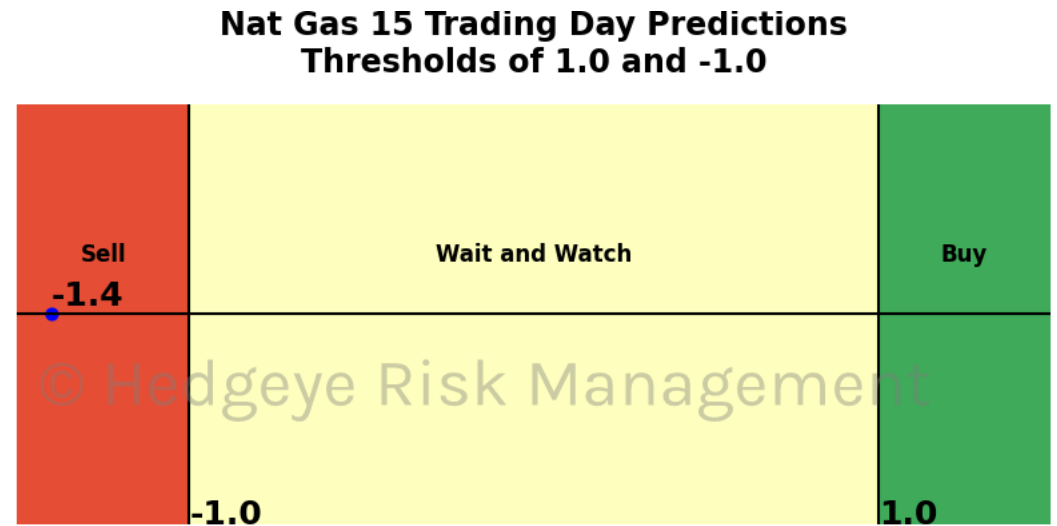 Nat Gas 15 Trading Day Predictions
Thresholds of 1.0 and -1.0
Sell
Wait and Watch
Buy
-1.4
© Hedgeye Risk Management
-1.0
1.0